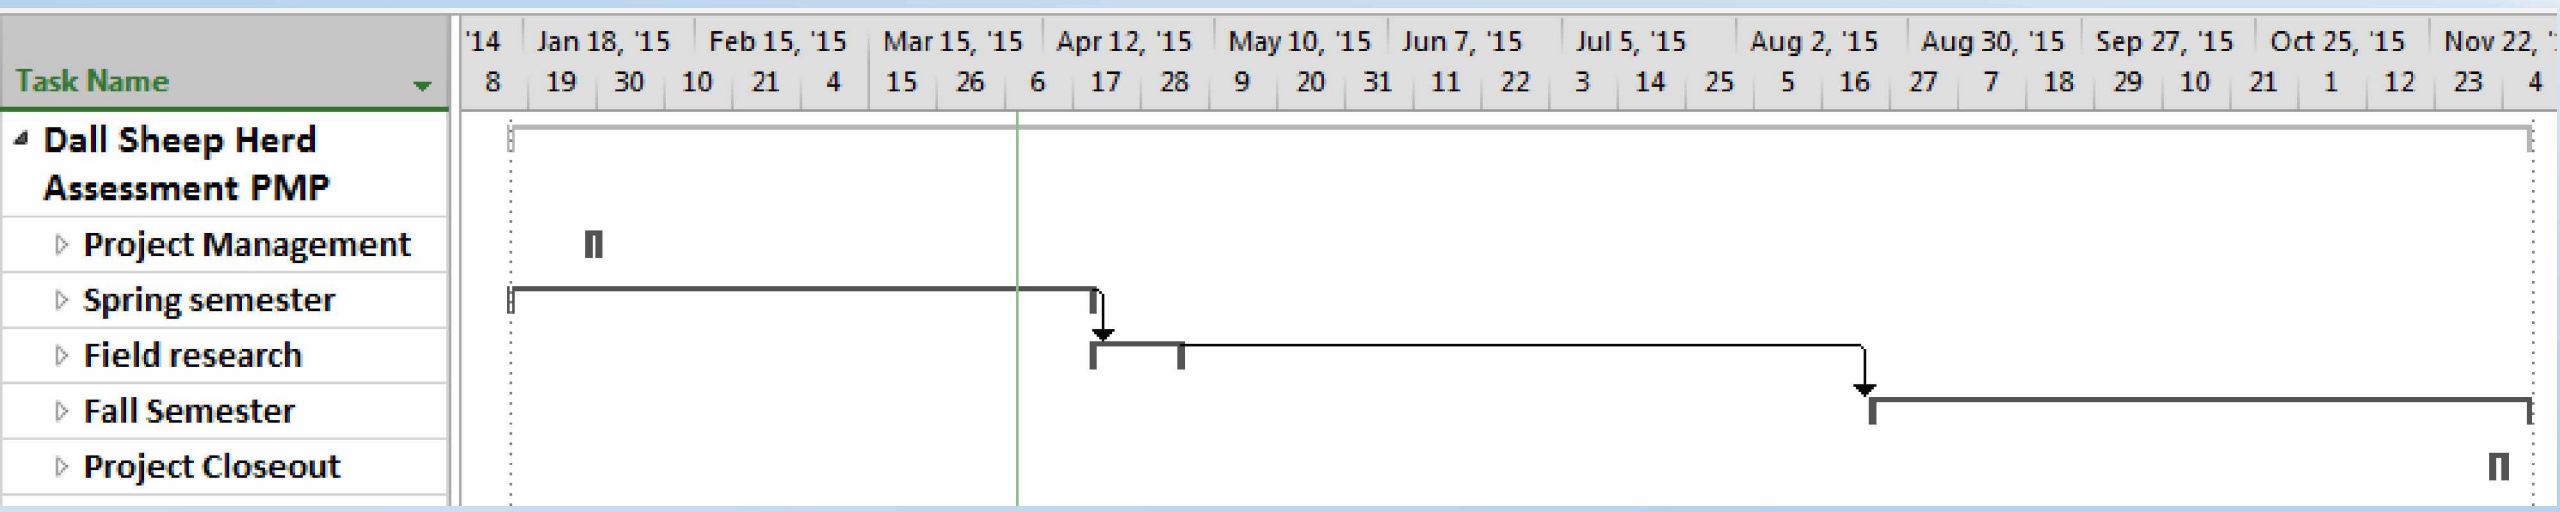 '14 Jan 18, '15 Feb 15, '15 Mar 15, '15 Apr 12, '15 May 10, '15 Jun 7, '15 Jul 5, '15 Aug 2, '15 Aug 30, '15 Sep 27, '15 Oct 25, '15 Nov 22, '
Task Name 8 19 30 10 21 4 15 26 6 17 28 9 20 31 11 22 3 14 25 5 16 27 7 18 29 10 21 1 12 23 4
Dall Sheep Herd
Assessment PMP
Project Management
Spring semester
Field research
Fall Semester
Project Closeout